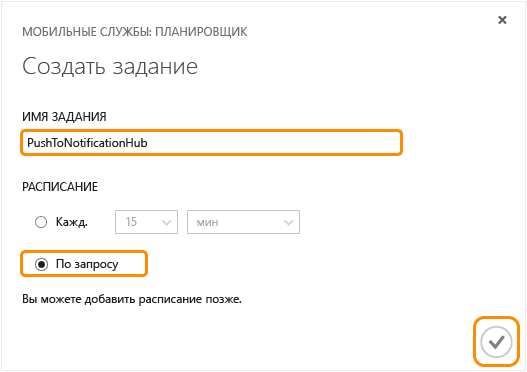 МОБИЛЬНЫЕ СЛУЖБЫ: ПЛАНИРОВЩИК
Создать задание
ИМЯ ЗАДАНИЯ
PushToNotificationHub
РАСПИСАНИЕ
Кажд. 15 мин
По запросу
Вы можете добавить расписание позже.